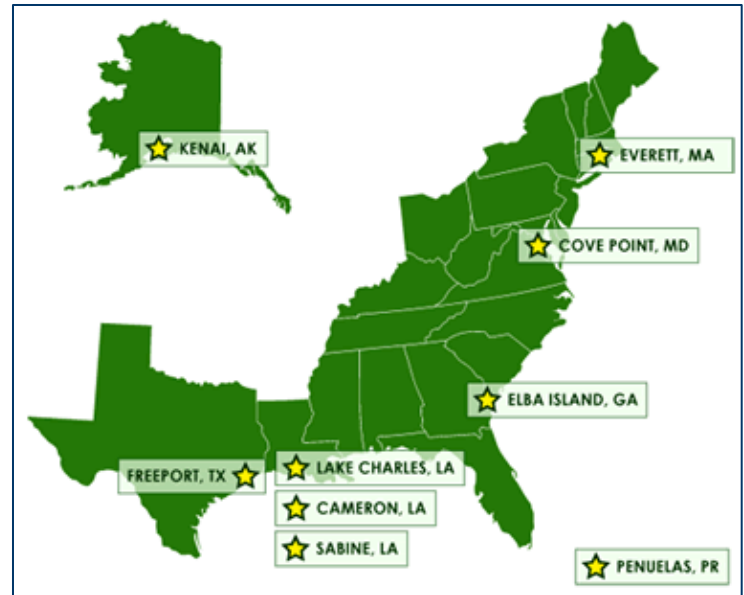 KENAI, AK
EVERETT, MA
COVE POINT, MD
ELBA ISLAND, GA
FREEPORT, TX
LAKE CHARLES, LA
CAMERON, LA
SABINE, LA
PENUELAS, PR